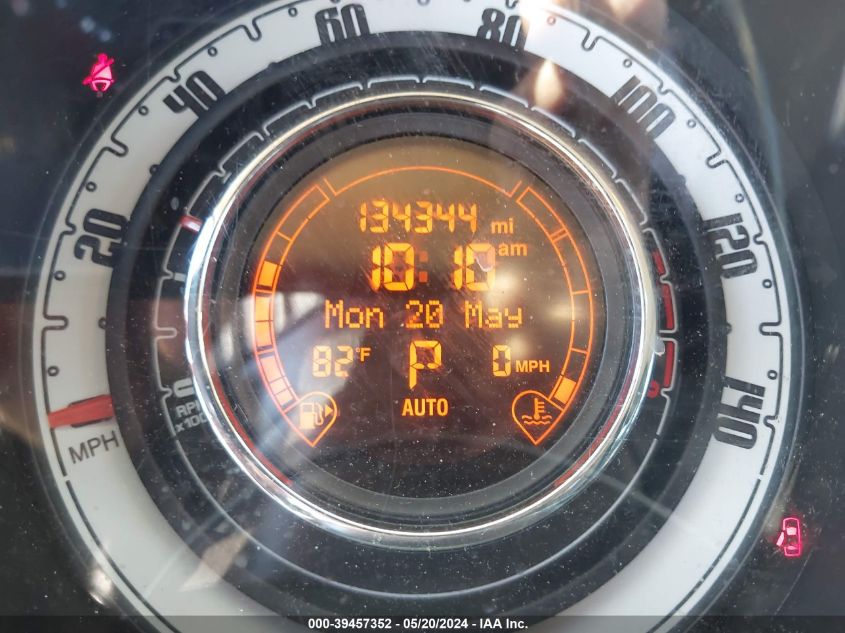 60 80
40 100
20 120
140
MPH
RPM
x100
134344 mi
10:10 am
Mon 20 May
82°F P 0 MPH
AUTO
000-39457352 - 05/20/2024 - IAA Inc.